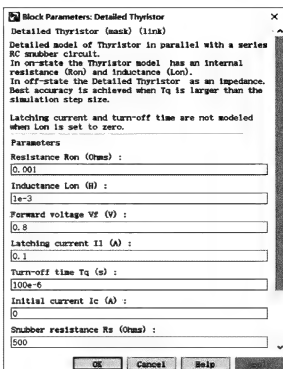 Block Parameters: Detailed Thyristor
Detailed Thyristor (mask) (link)
Detailed model of Thyristor in parallel with a series
RC snubber circuit.
In on-state the Thyristor model has an internal
resistance (Ron) and inductance (Lon).
In off-state the Detailed Thyristor as an impedance.
Best accuracy is achieved when Tq is larger than the
simulation step size.
Latching current and turn-off time are not modeled
when Lon is set to zero.
Parameters
Resistance Ron (Ohms) :
0.001
Inductance Lon (H) :
1e-3
Forward voltage Vf (V) :
0.8
Latching current Il (A) :
0.1
Turn-off time Tq (s) :
100e-6
Initial current Ic (A) :
0
Snubber resistance Rs (Ohms) :
500
OK Cancel Help